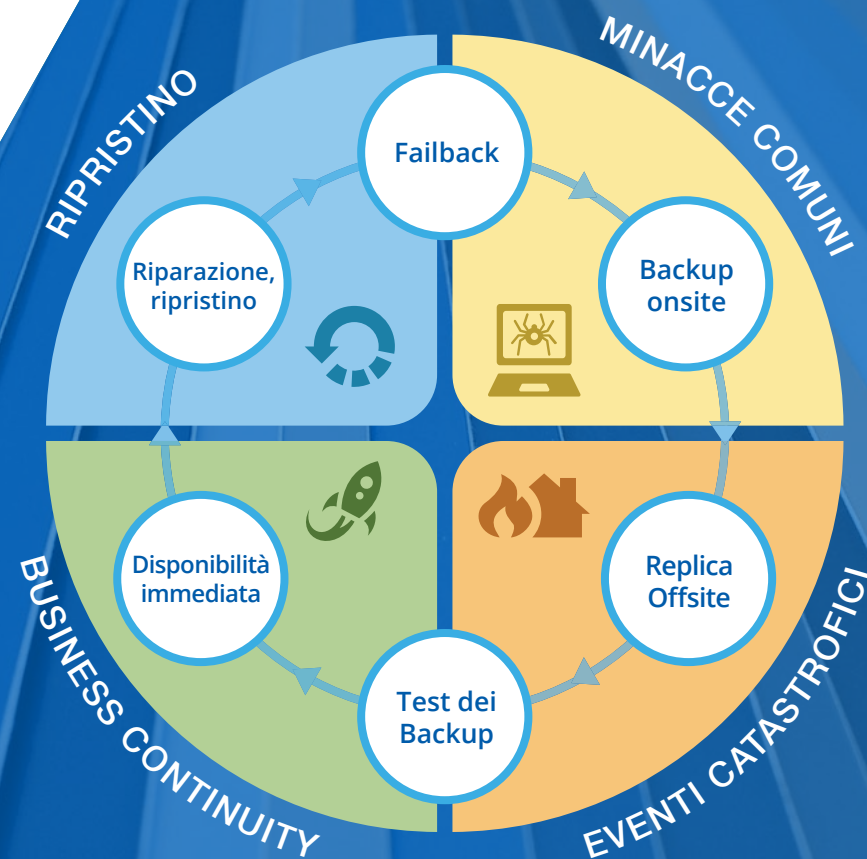 RIPRISTINO
MINACCE COMUNI
Failback
Riparazione,
ripristino
Backup
onsite
Disponibilità
immediata
Replica
Offsite
Test dei
Backup
BUSINESS CONTINUITY
EVENTI CATASTROFICI